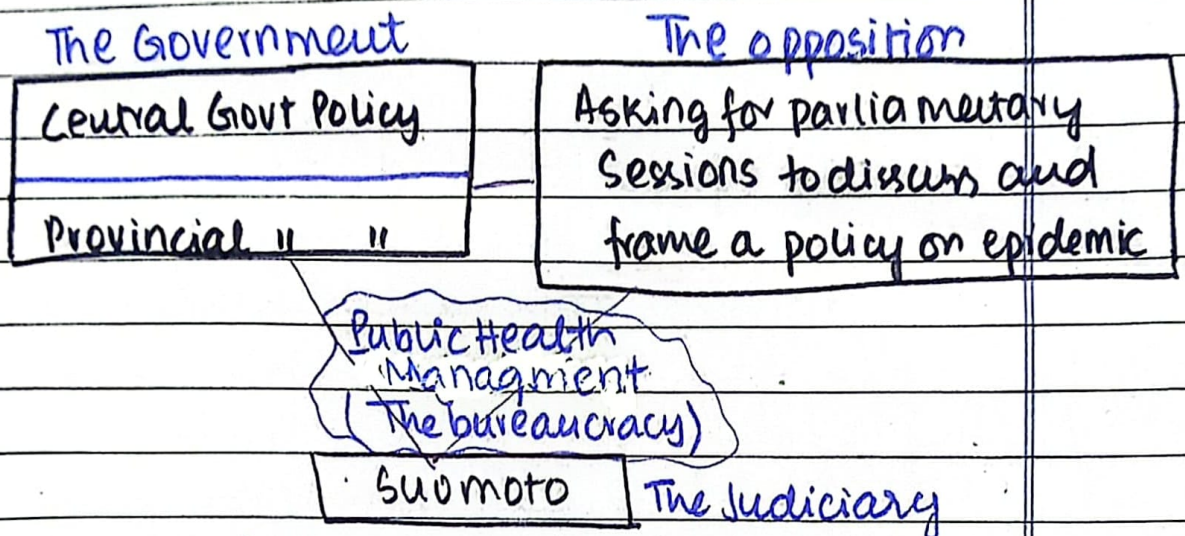 The Government
The opposition
Central Govt Policy
Provincial " "
Asking for parliamentary
Sessions to discuss and
frame a policy on epidemic
Public Health
Managment
(The bureaucracy)
Suomoto
The Judiciary